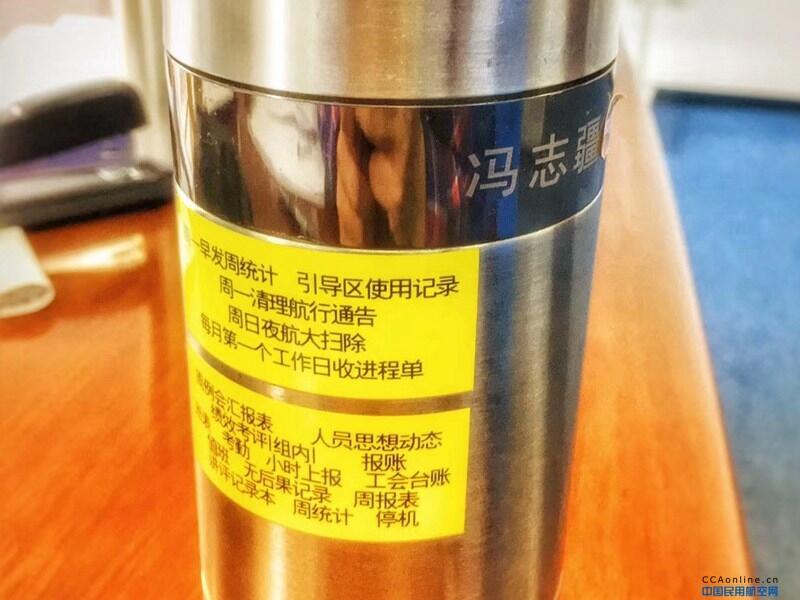 冯志疆
一早发周统计 引导区使用记录
周一清理航行通告
周日夜航大扫除
每月第一个工作日收进程单
例会汇报表
绩效考评|组内| 人员思想动态
考勤 小时上报 报账
值班 无后果记录 工会台账
讲评记录本 周统计 周报表
停机
CCAonline.cn
中国民用航空网